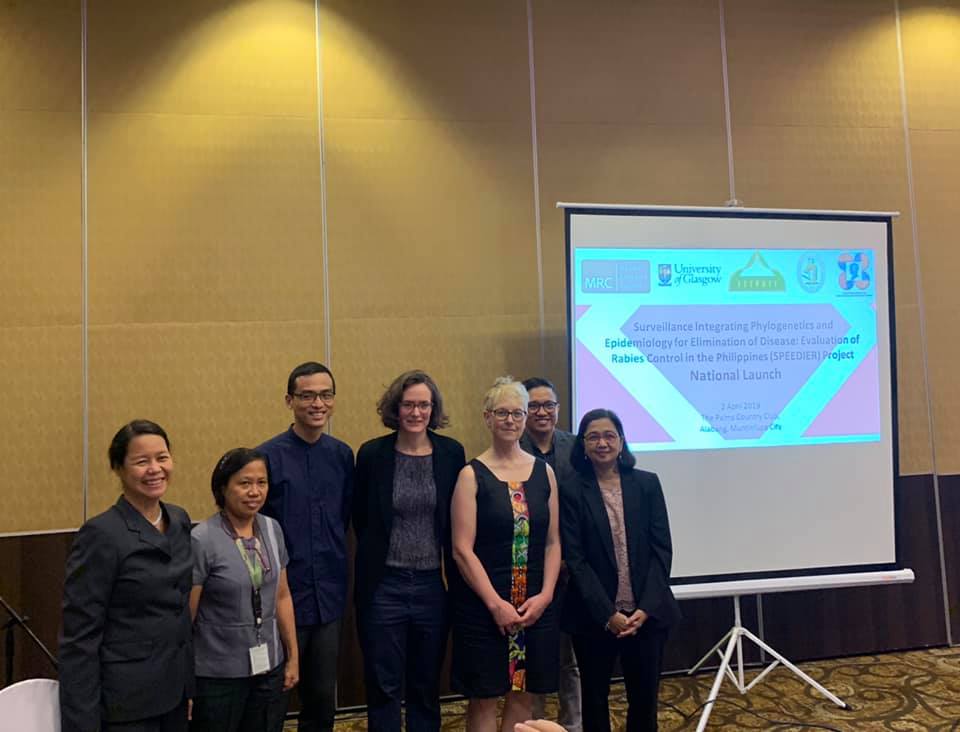 MRC
University
of Glasgow
Surveillance Integrating Phylogenetics and
Epidemiology for Elimination of Disease: Evaluation of
Rabies Control in the Philippines (SPEEDIER) Project
National Launch
2 April 2019
The Palms Country Club,
Alabang, Muntinlupa City